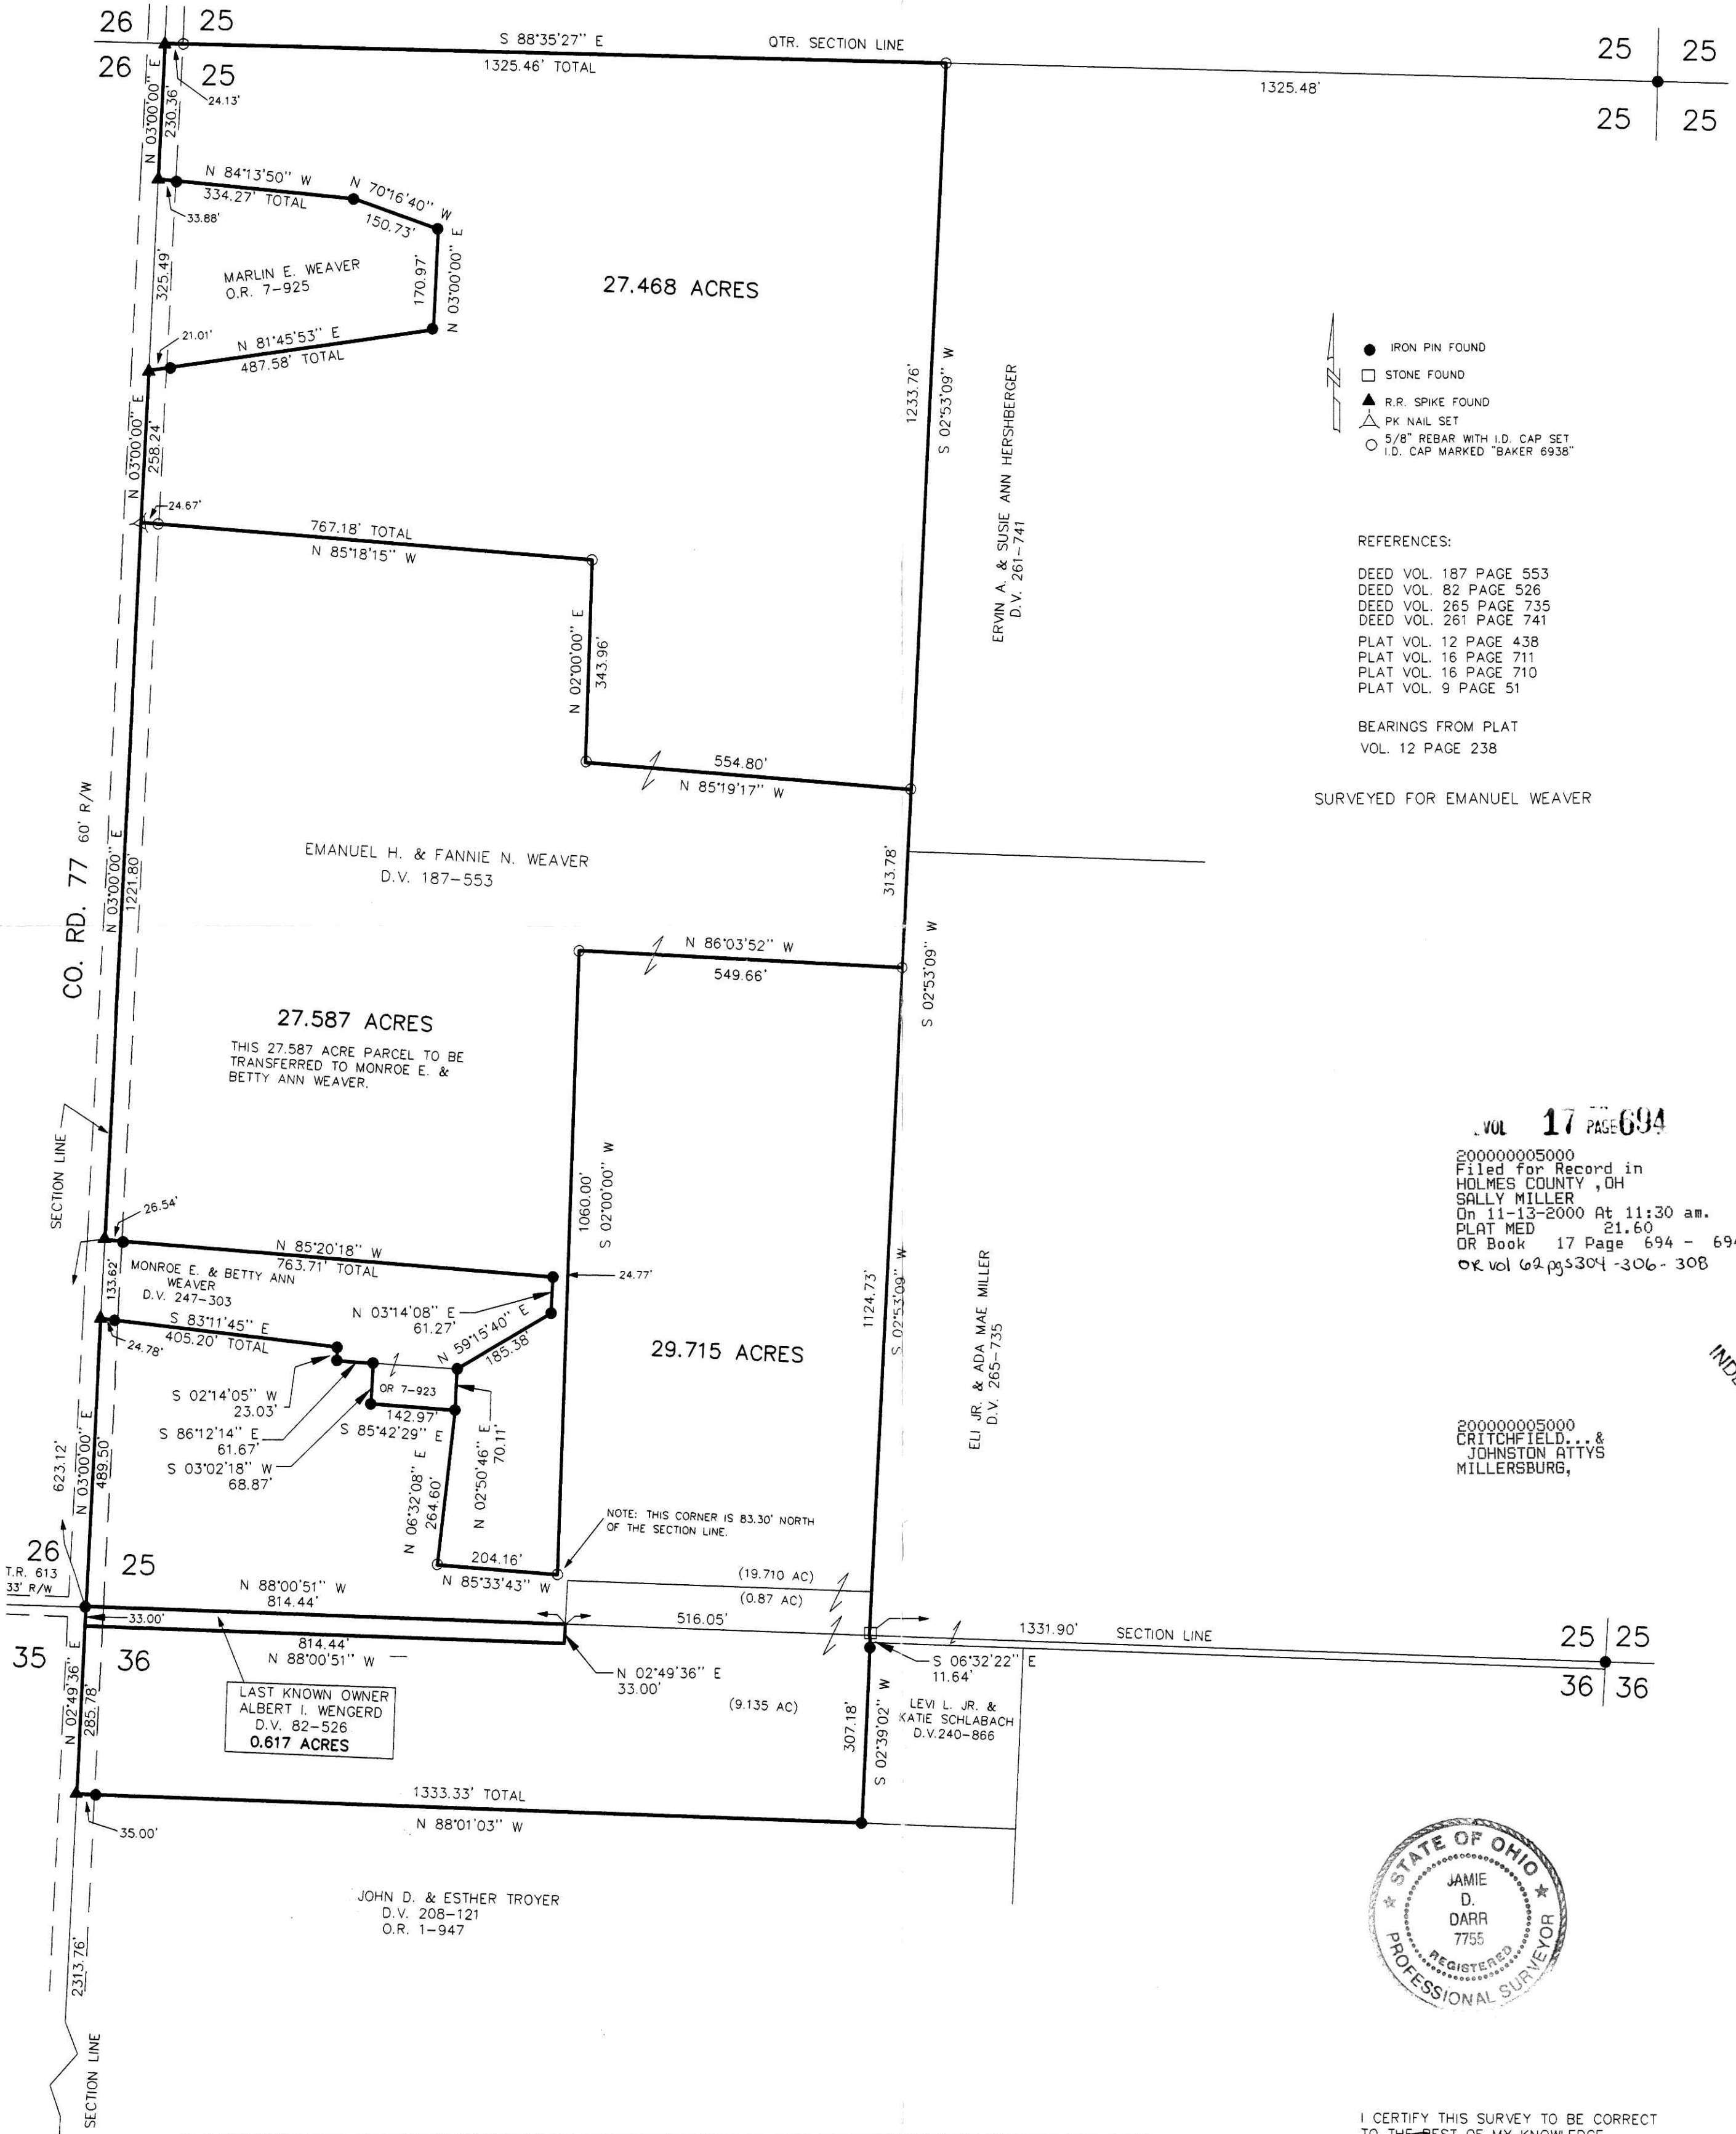 26 25
26 25
S 88°35'27" E
QTR. SECTION LINE
1325.46' TOTAL
1325.48'
25 25
25 25
N 03°00'00" E
230.36'
24.13'
N 84°13'50" W
334.27' TOTAL
33.88'
N 70°16'40" W
150.73'
170.97'
N 03°00'00" E
MARLIN E. WEAVER
O.R. 7-925
325.49'
21.01'
N 81°45'53" E
487.58' TOTAL
27.468 ACRES
1233.76'
S 02°53'09" W
ERVIN A. & SUSIE ANN HERSHBERGER
D.V. 261-741
N
IRON PIN FOUND
STONE FOUND
R.R. SPIKE FOUND
PK NAIL SET
5/8" REBAR WITH I.D. CAP SET
I.D. CAP MARKED "BAKER 6938"
N 03°00'00" E
258.24'
24.67'
767.18' TOTAL
N 85°18'15" W
N 02°00'00" E
343.96'
554.80'
N 85°19'17" W
REFERENCES:
DEED VOL. 187 PAGE 553
DEED VOL. 82 PAGE 526
DEED VOL. 265 PAGE 735
DEED VOL. 261 PAGE 741
PLAT VOL. 12 PAGE 438
PLAT VOL. 16 PAGE 711
PLAT VOL. 16 PAGE 710
PLAT VOL. 9 PAGE 51
BEARINGS FROM PLAT
VOL. 12 PAGE 238
SURVEYED FOR EMANUEL WEAVER
CO. RD. 77 60' R/W
N 03°00'00" E
1221.80'
EMANUEL H. & FANNIE N. WEAVER
D.V. 187-553
313.78'
S 02°53'09" W
N 86°03'52" W
549.66'
27.587 ACRES
THIS 27.587 ACRE PARCEL TO BE
TRANSFERRED TO MONROE E. &
BETTY ANN WEAVER.
SECTION LINE
1060.00'
S 02°00'00" W
VOL 17 PAGE 694
200000005000
Filed for Record in
HOLMES COUNTY ,OH
SALLY MILLER
On 11-13-2000 At 11:30 am.
PLAT MED 21.60
OR Book 17 Page 694 - 694
OR vol 62 pgs 304 -306- 308
26.54'
N 85°20'18" W
763.71' TOTAL
24.77'
133.62'
MONROE E. & BETTY ANN
WEAVER
D.V. 247-303
N 03°14'08" E
61.27'
N 59°15'40" E
185.38'
S 83°11'45" E
405.20' TOTAL
24.78'
1124.73'
S 02°53'09" W
29.715 ACRES
ELI JR. & ADA MAE MILLER
D.V. 265-735
S 02°14'05" W
23.03'
OR 7-923
S 86°12'14" E
61.67'
142.97'
S 85°42'29" E
S 03°02'18" W
68.87'
N 02°50'46" E
70.11'
N 06°32'08" E
264.60'
623.12'
N 03°00'00" E
489.50'
200000005000
CRITCHFIELD...&
JOHNSTON ATTYS
MILLERSBURG,
NOTE: THIS CORNER IS 83.30' NORTH
OF THE SECTION LINE.
204.16'
N 85°33'43" W
26 25
T.R. 613
33' R/W
N 88°00'51" W
814.44'
(19.710 AC)
(0.87 AC)
33.00'
516.05'
1331.90'
SECTION LINE
25 25
36 36
814.44'
N 88°00'51" W
35 36
N 02°49'36" E
285.78'
N 02°49'36" E
33.00'
S 06°32'22" E
11.64'
(9.135 AC)
LAST KNOWN OWNER
ALBERT I. WENGERD
D.V. 82-526
0.617 ACRES
LEVI L. JR. &
KATIE SCHLABACH
D.V.240-866
307.18'
S 02°39'02" W
1333.33' TOTAL
N 88°01'03" W
35.00'
JOHN D. & ESTHER TROYER
D.V. 208-121
O.R. 1-947
2313.76'
SECTION LINE
STATE OF OHIO
JAMIE
D.
DARR
7755
REGISTERED
PROFESSIONAL SURVEYOR
I CERTIFY THIS SURVEY TO BE CORRECT
TO THE BEST OF MY KNOWLEDGE